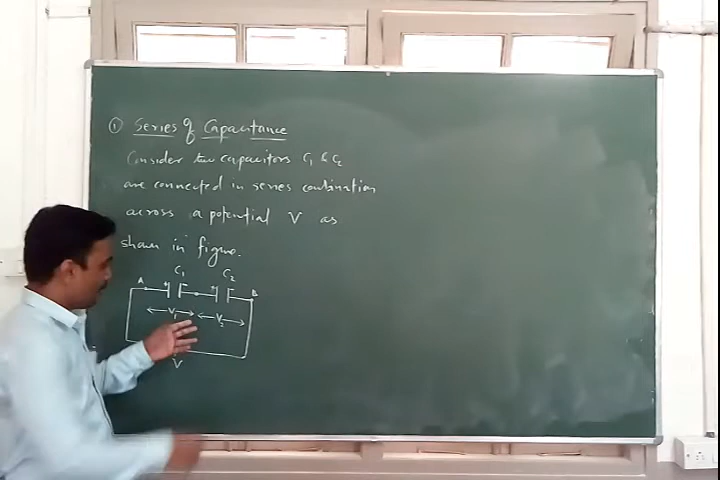 ① Series of Capacitance
Consider two capacitors C₁ & C₂
are connected in series combination
across a potential V as
shown in figure.
C₁ C₂
A + - + - B
V₁ V₂
V